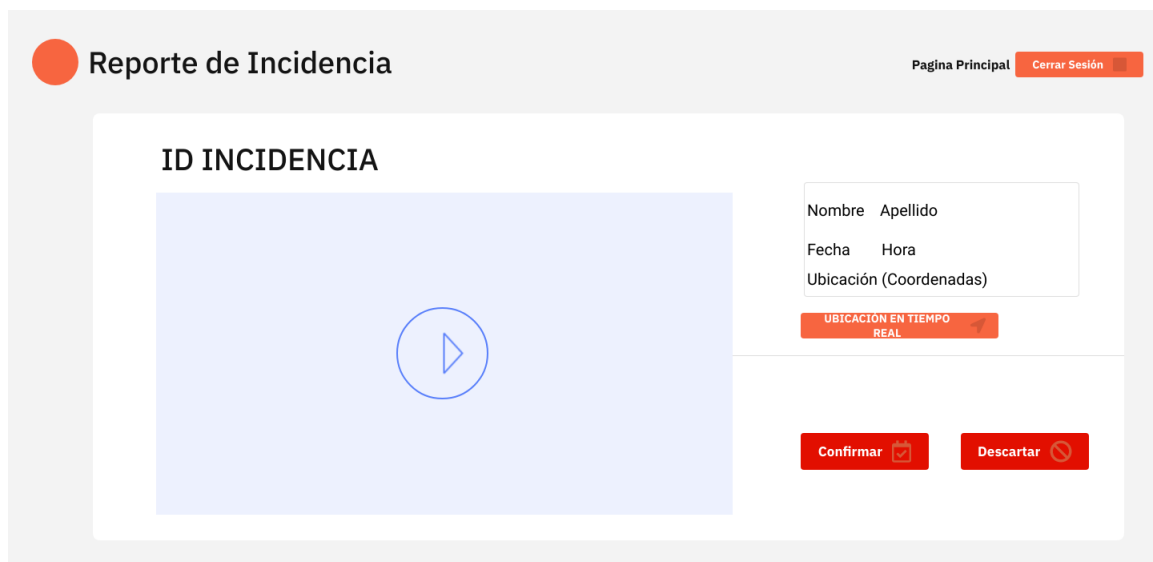 Reporte de Incidencia
Pagina Principal
Cerrar Sesión
ID INCIDENCIA
Nombre Apellido
Fecha Hora
Ubicación (Coordenadas)
UBICACIÓN EN TIEMPO
REAL
Confirmar
Descartar